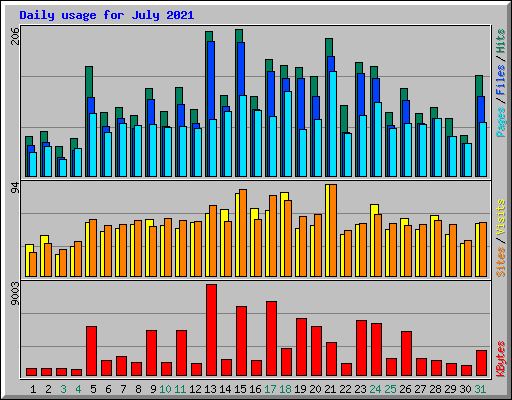 Daily usage for July 2021
206
Pages / Files / Hits
94
Sites / Visits
9003
KBytes
1 2 3 4 5 6 7 8 9 10 11 12 13 14 15 16 17 18 19 20 21 22 23 24 25 26 27 28 29 30 31